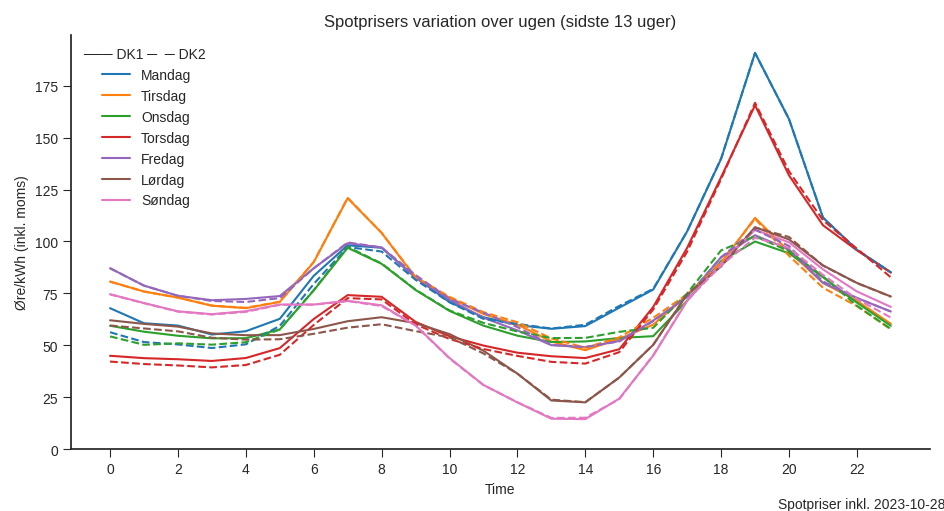 Spotprisers variation over ugen (sidste 13 uger)
DK1 DK2
Mandag
Tirsdag
Onsdag
Torsdag
Fredag
Lørdag
Søndag
Øre/kWh (inkl. moms)
175
150
125
100
75
50
25
0
0 2 4 6 8 10 12 14 16 18 20 22
Time
Spotpriser inkl. 2023-10-28